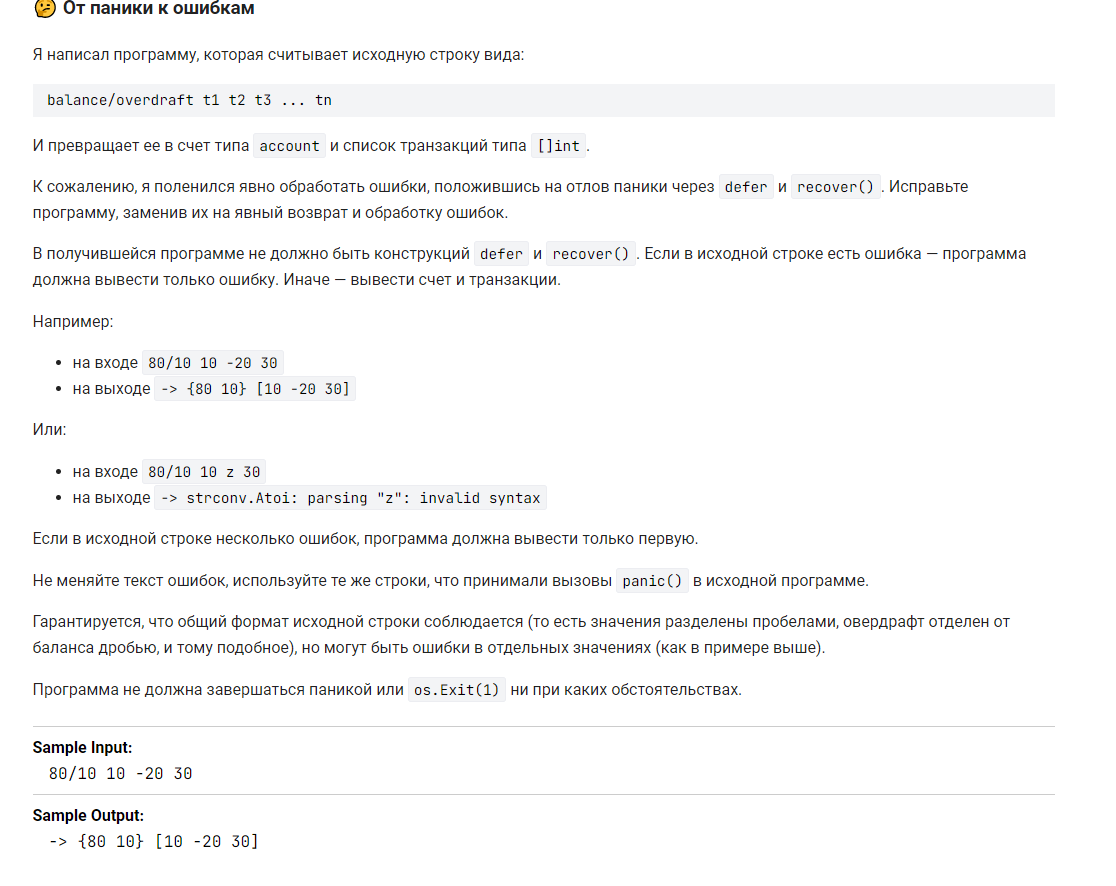 🤔 От паники к ошибкам
Я написал программу, которая считывает исходную строку вида:
balance/overdraft t1 t2 t3 ... tn
И превращает ее в счет типа account и список транзакций типа []int .
К сожалению, я поленился явно обработать ошибки, положившись на отлов паники через defer и recover() . Исправьте
программу, заменив их на явный возврат и обработку ошибок.
В получившейся программе не должно быть конструкций defer и recover() . Если в исходной строке есть ошибка — программа
должна вывести только ошибку. Иначе — вывести счет и транзакции.
Например:
• на входе 80/10 10 -20 30
• на выходе -> {80 10} [10 -20 30]
Или:
• на входе 80/10 10 z 30
• на выходе -> strconv.Atoi: parsing "z": invalid syntax
Если в исходной строке несколько ошибок, программа должна вывести только первую.
Не меняйте текст ошибок, используйте те же строки, что принимали вызовы panic() в исходной программе.
Гарантируется, что общий формат исходной строки соблюдается (то есть значения разделены пробелами, овердрафт отделен от
баланса дробью, и тому подобное), но могут быть ошибки в отдельных значениях (как в примере выше).
Программа не должна завершаться паникой или os.Exit(1) ни при каких обстоятельствах.
Sample Input:
80/10 10 -20 30
Sample Output:
-> {80 10} [10 -20 30]